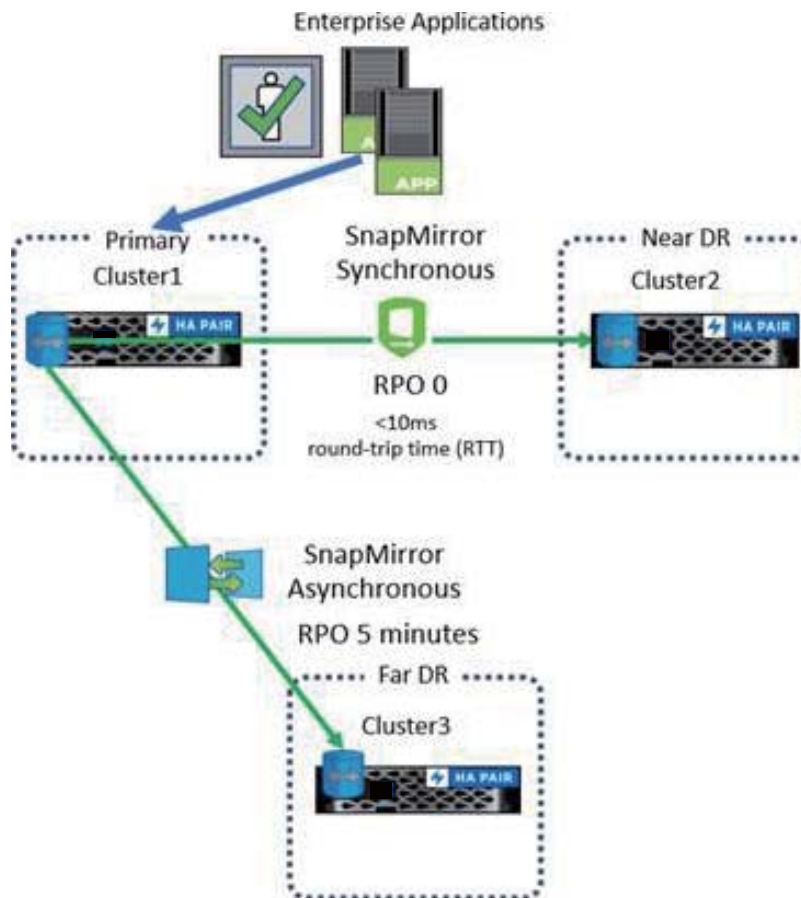 Enterprise Applications
A
APP
Primary
Cluster1
HA PAIR
SnapMirror
Synchronous
RPO 0
<10ms
round-trip time (RTT)
Near DR
Cluster2
HA PAIR
SnapMirror
Asynchronous
RPO 5 minutes
Far DR
Cluster3
HA PAIR